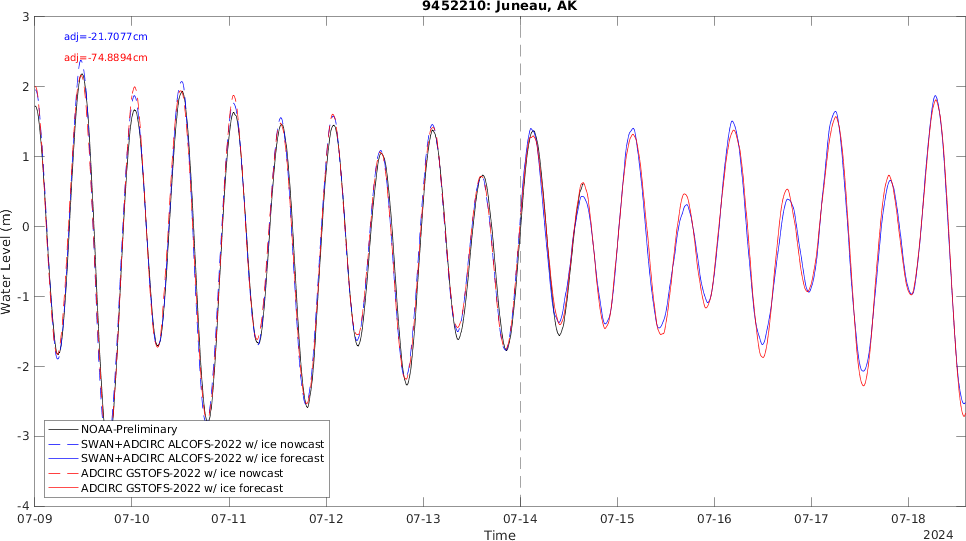 9452210: Juneau, AK
adj=-21.7077cm
adj=-74.8894cm
Water Level (m)
3
2
1
0
-1
-2
-3
-4
NOAA-Preliminary
SWAN+ADCIRC ALCOFS-2022 w/ ice nowcast
SWAN+ADCIRC ALCOFS-2022 w/ ice forecast
ADCIRC GSTOFS-2022 w/ ice nowcast
ADCIRC GSTOFS-2022 w/ ice forecast
07-09 07-10 07-11 07-12 07-13 07-14 07-15 07-16 07-17 07-18
Time
2024